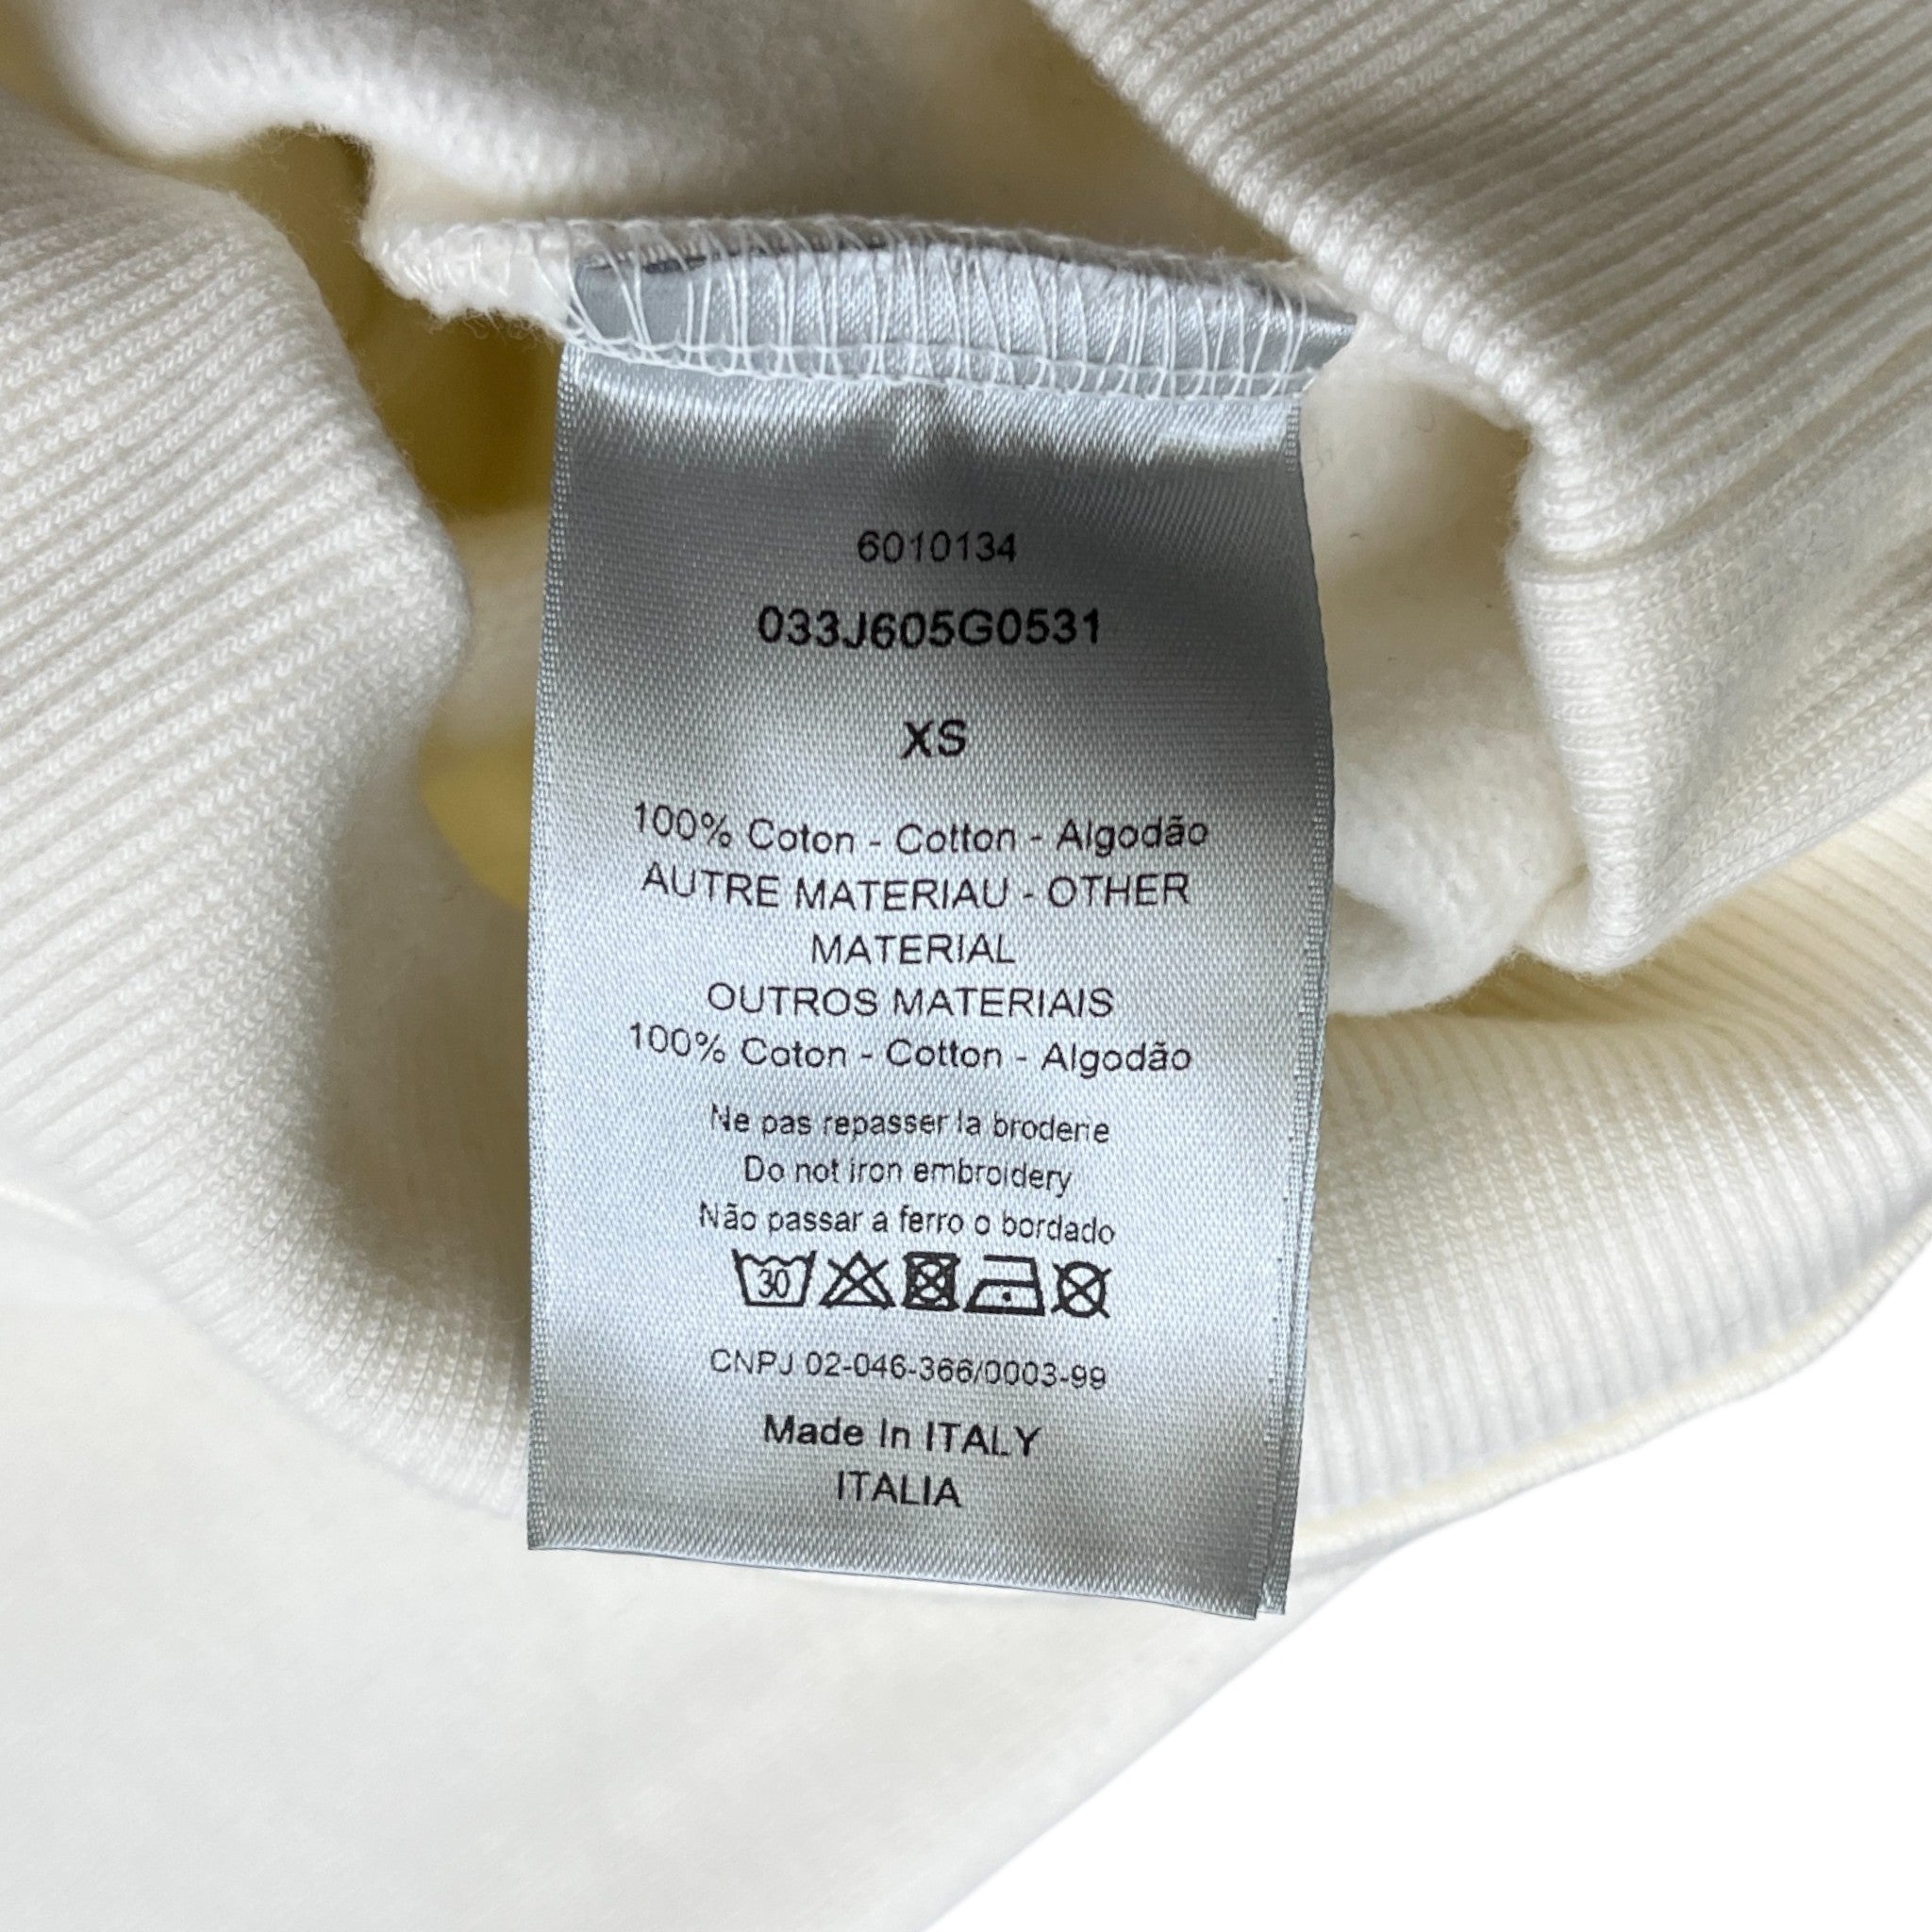 6010134
033J605G0531
XS
100% Coton - Cotton - Algodão
AUTRE MATERIAU - OTHER
MATERIAL
OUTROS MATERIAIS
100% Coton - Cotton - Algodão
Ne pas repasser la broderie
Do not iron embroidery
Não passar a ferro o bordado
30
CNPJ 02-046-366/0003-99
Made In ITALY
ITALIA